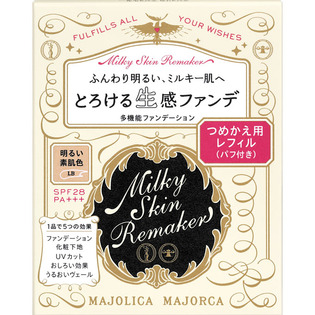 FULFILLS ALL YOUR WISHES
Milky Skin Remaker
ふんわり明るい、ミルキー肌へ
とろける生感ファンデ
多機能ファンデーション
つめかえ用
レフィル
(パフ付き)
明るい
素肌色
LB
SPF28
PA+++
1品で5つの効果
ファンデーション
化粧下地
UVカット
おしろい効果
うるおいヴェール
Milky
Skin
Remaker
MAJOLICA MAJORCA